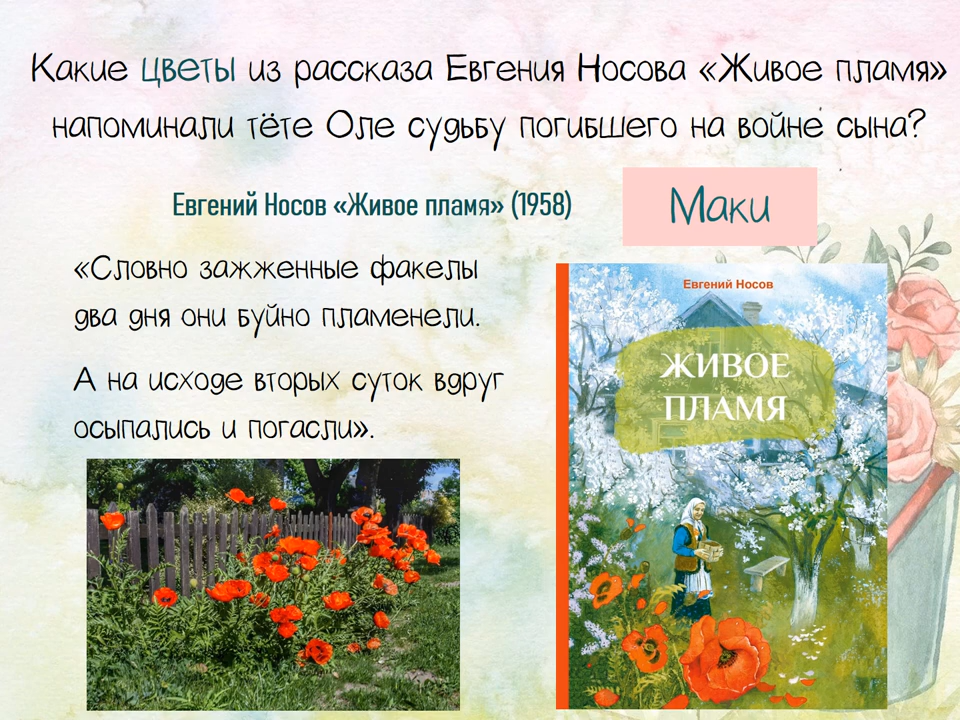 Какие цветы из рассказа Евгения Носова «Живое пламя»
напоминали тёте Оле судьбу погибшего на войне сына?
Евгений Носов «Живое пламя» (1958)
Маки
«Словно зажженные факелы
два дня они буйно пламенели.
А на исходе вторых суток вдруг
осыпались и погасли».
Евгений Носов
ЖИВОЕ
ПЛАМЯ